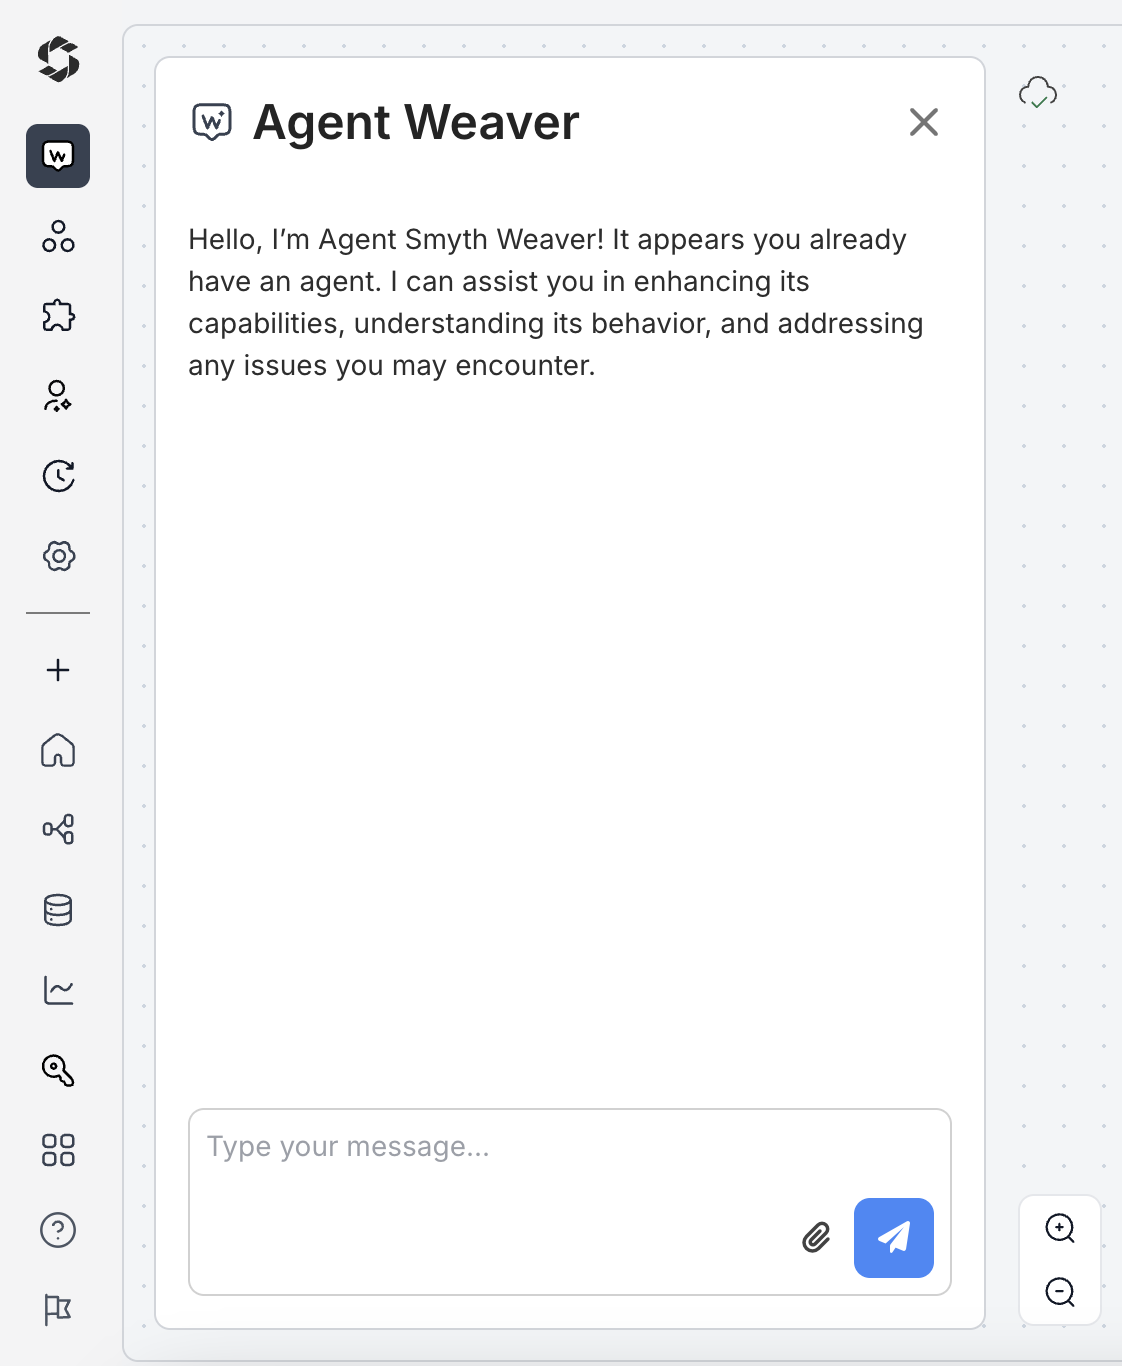 W
Agent Weaver
Hello, I’m Agent Smyth Weaver! It appears you already
have an agent. I can assist you in enhancing its
capabilities, understanding its behavior, and addressing
any issues you may encounter.
Type your message...